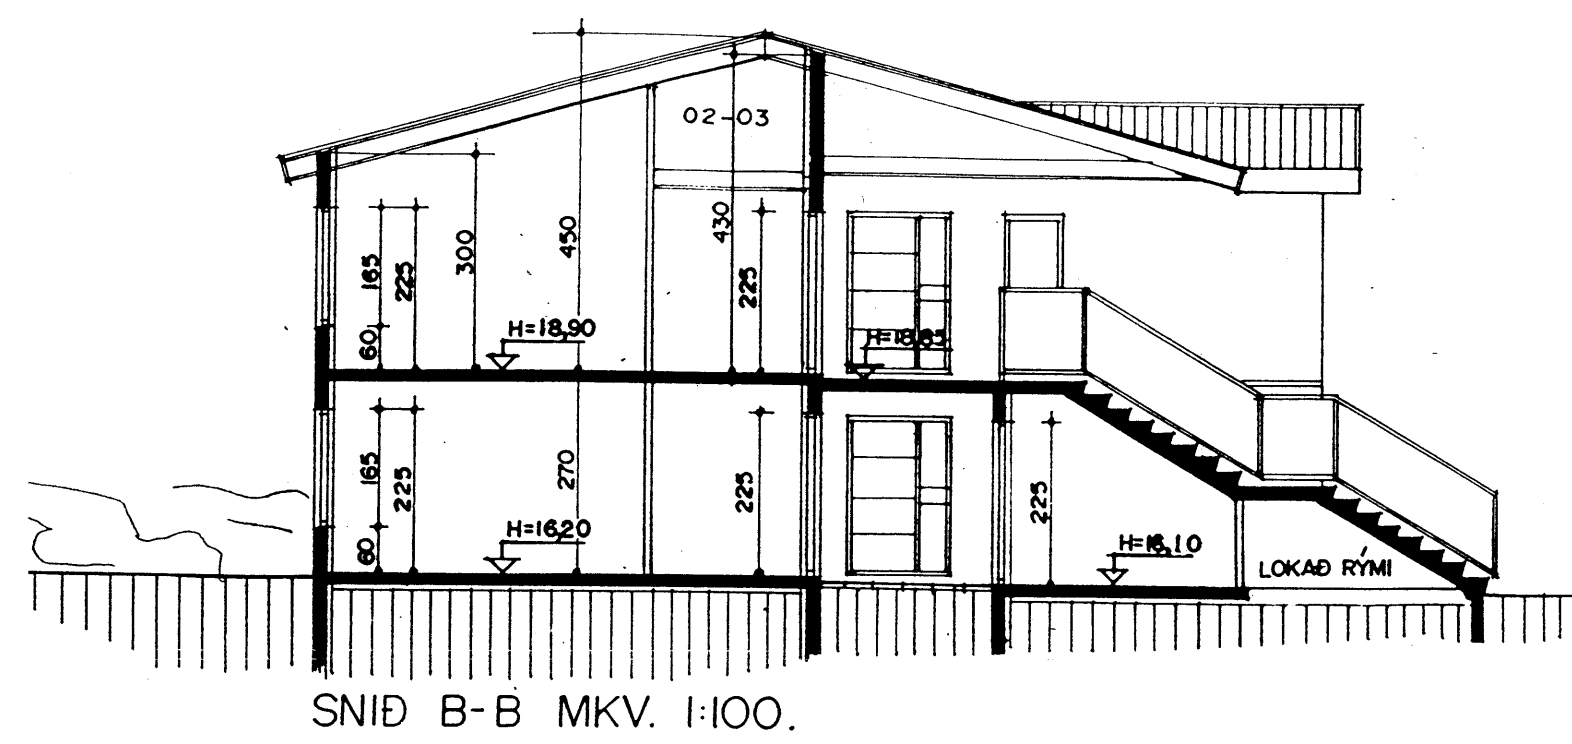 02-03
165
225
300
450
430
225
60
H=18,90
H=18,85
165
225
270
225
225
60
H=16,20
H=16,10
LOKAÐ RÝMI
SNIÐ B-B MKV. 1:100.